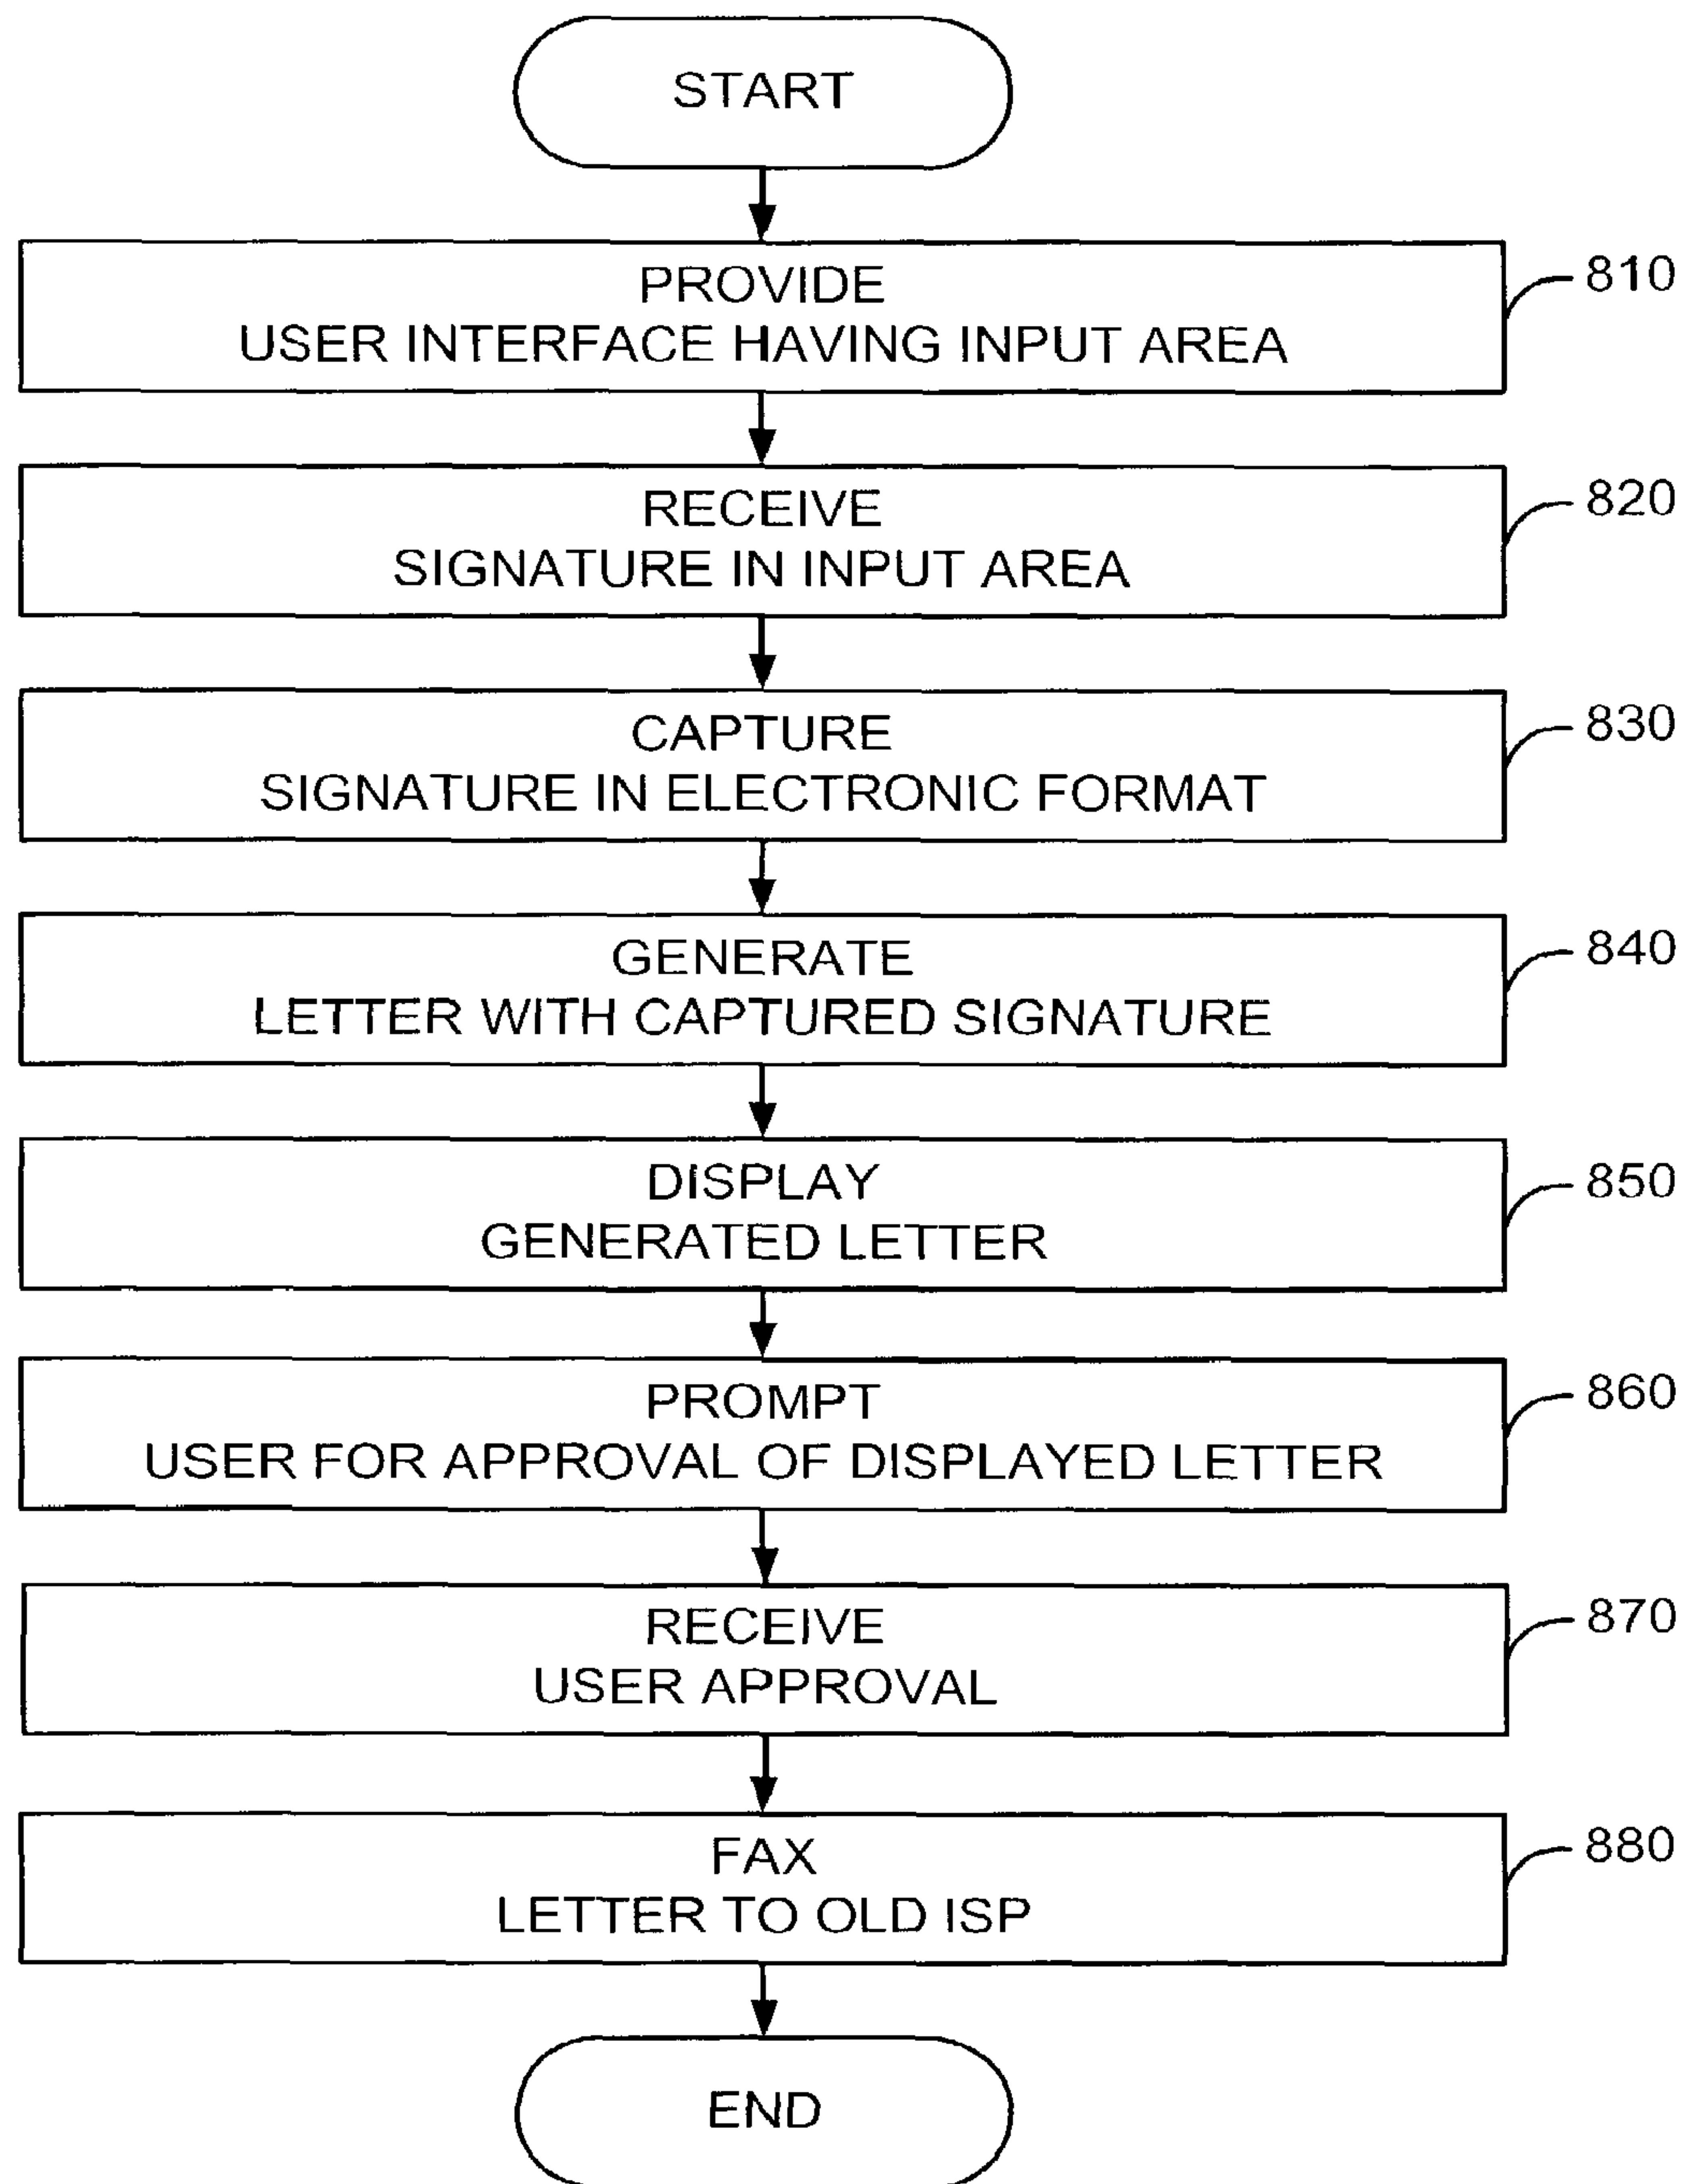 START
PROVIDE
USER INTERFACE HAVING INPUT AREA
810
RECEIVE
SIGNATURE IN INPUT AREA
820
CAPTURE
SIGNATURE IN ELECTRONIC FORMAT
830
GENERATE
LETTER WITH CAPTURED SIGNATURE
840
DISPLAY
GENERATED LETTER
850
PROMPT
USER FOR APPROVAL OF DISPLAYED LETTER
860
RECEIVE
USER APPROVAL
870
FAX
LETTER TO OLD ISP
880
END